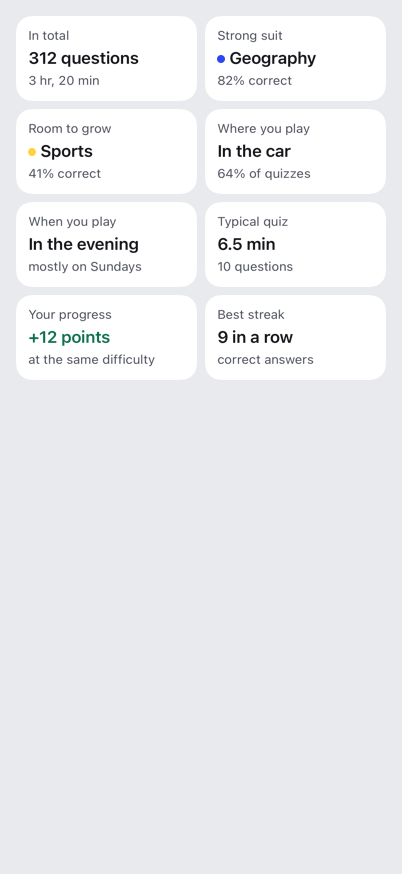 In total
312 questions
3 hr, 20 min
Strong suit
Geography
82% correct
Room to grow
Sports
41% correct
Where you play
In the car
64% of quizzes
When you play
In the evening
mostly on Sundays
Typical quiz
6.5 min
10 questions
Your progress
+12 points
at the same difficulty
Best streak
9 in a row
correct answers